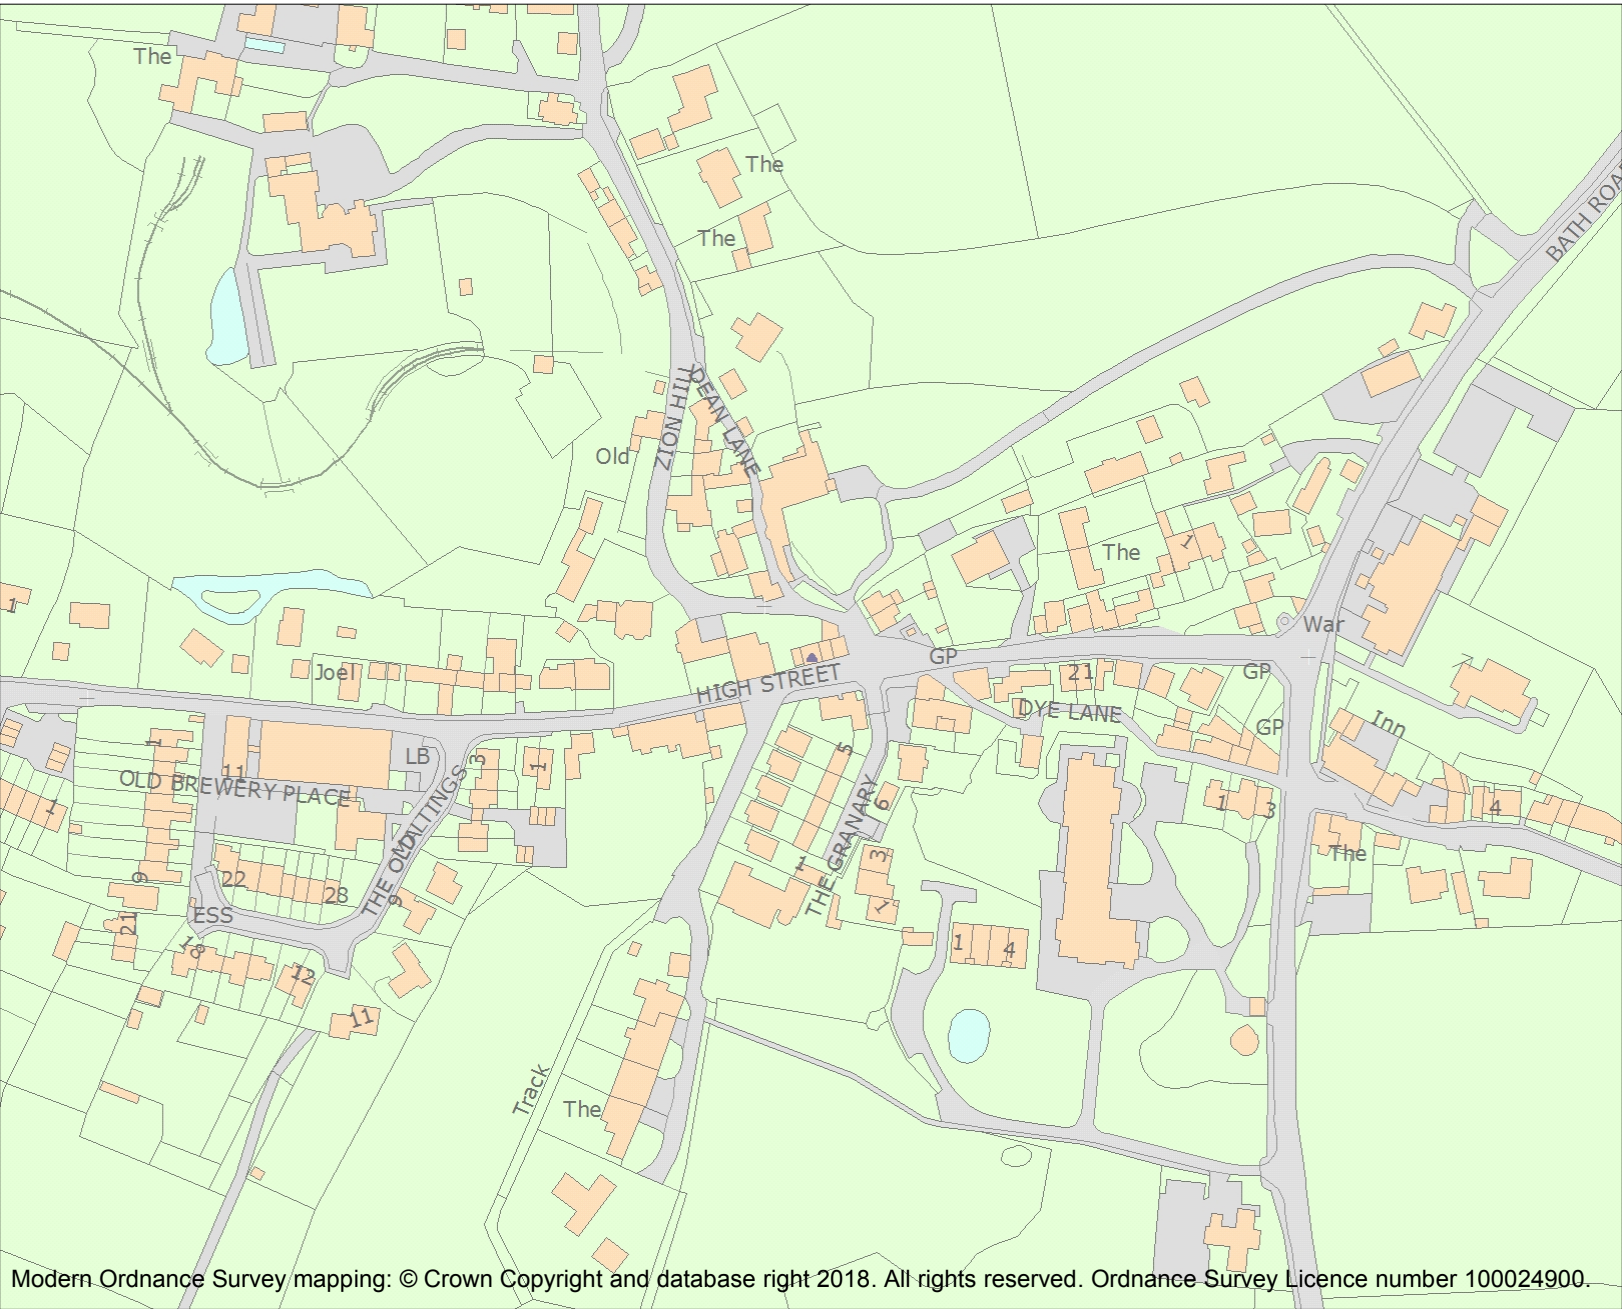 The
The
The
BATH ROAD
ZION HILL
DEAN LANE
Old
The
1
1
War
GP
Joel
HIGH STREET
21
GP
DYE LANE
7
Inn
GP
1
11
OLD BREWERY PLACE
LB
3
1
5
THE OLD MALTINGS
1
6
THE GRANARY
1
3
4
The
9
22
28
9
3
1
1
ESS
21
18
12
1
4
11
Track
The
Modern Ordnance Survey mapping: © Crown Copyright and database right 2018. All rights reserved. Ordnance Survey Licence number 100024900.